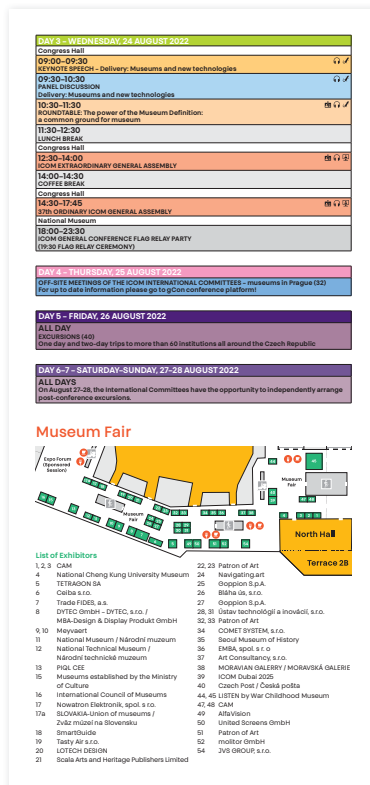 DAY 3 – WEDNESDAY, 24 AUGUST 2022
Congress Hall
09:00–09:30
KEYNOTE SPEECH – Delivery: Museums and new technologies
09:30–10:30
PANEL DISCUSSION
Delivery: Museums and new technologies
10:30–11:30
ROUNDTABLE: The power of the Museum Definition:
a common ground for museum
11:30–12:30
LUNCH BREAK
Congress Hall
12:30–14:00
ICOM EXTRAORDINARY GENERAL ASSEMBLY
14:00–14:30
COFFEE BREAK
Congress Hall
14:30–17:45
37th ORDINARY ICOM GENERAL ASSEMBLY
National Museum
18:00–23:30
ICOM GENERAL CONFERENCE FLAG RELAY PARTY
(19:30 FLAG RELAY CEREMONY)
DAY 4 – THURSDAY, 25 AUGUST 2022
OFF-SITE MEETINGS OF THE ICOM INTERNATIONAL COMMITTEES – museums in Prague (32)
For up to date information please go to gCon conference platform!
DAY 5 – FRIDAY, 26 AUGUST 2022
ALL DAY
EXCURSIONS (40)
One day and two-day trips to more than 60 institutions all around the Czech Republic
DAY 6–7 – SATURDAY–SUNDAY, 27–28 AUGUST 2022
ALL DAYS
On August 27-28, the International Committees have the opportunity to independently arrange
post-conference excursions.
Museum Fair
Expo Forum
(Sponsored
Session)
Museum
Fair
Museum
Fair
North Hall
Terrace 2B
List of Exhibitors
1, 2, 3 CAM
4 National Cheng Kung University Museum
5 TETRAGON SA
6 Ceiba s.r.o.
7 Trade FIDES, a.s.
8 DYTEC GmbH – DYTEC, s.r.o. /
MBA-Design & Display Produkt GmbH
9, 10 Meyvaert
11 National Museum / Národní muzeum
12 National Technical Museum /
Národní technické muzeum
13 PIQL CEE
15 Museums established by the Ministry
of Culture
16 International Council of Museums
17 Nowatron Elektronik, spol. s r.o.
17a SLOVAKIA-Union of museums /
Zväz múzeí na Slovensku
18 SmartGuide
19 Tasty Air s.r.o.
20 LOTECH DESIGN
21 Scala Arts and Heritage Publishers Limited
22, 23 Patron of Art
24 Navigating.art
25 Goppion S.p.A.
26 Bláha ús, s.r.o.
27 Goppion S.p.A.
28, 31 Ústav technológií a inovácií, s.r.o.
32, 33 Patron of Art
34 COMET SYSTEM, s.r.o.
35 Seoul Museum of History
36 EMBA, spol. s r o
37 Art Consultancy, s.r.o.
38 MORAVIAN GALERRY / MORAVSKÁ GALERIE
39 ICOM Dubai 2025
40 Czech Post / Česká pošta
44, 45 LISTEN by War Childhood Museum
47, 48 CAM
49 AlfaVision
50 United Screens GmbH
51 Patron of Art
52 molitor GmbH
54 JVS GROUP, s.r.o.